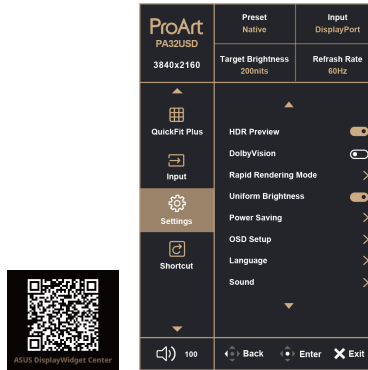 ProArt
PA32USD
3840x2160
Preset
Native
Input
DisplayPort
Target Brightness
200nits
Refrash Rate
60Hz
QuickFit Plus
Input
Settings
Shortcut
HDR Preview
DolbyVision
Rapid Rendering Mode
Uniform Brightness
Power Saving
OSD Setup
Language
Sound
100
Back
Enter
Exit
ASUS DisplayWidget Center